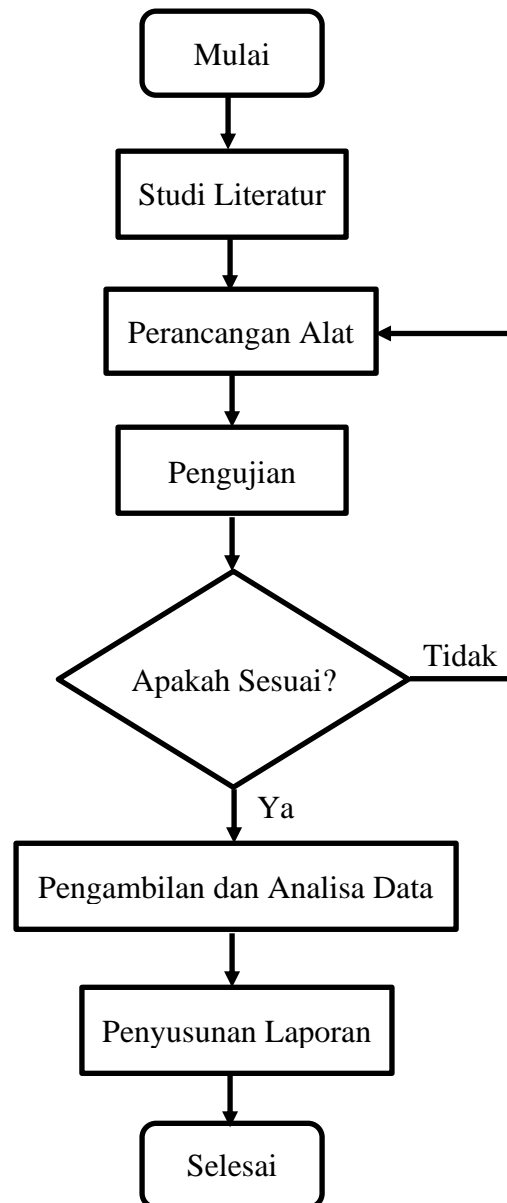 Mulai
Studi Literatur
Perancangan Alat
Pengujian
Apakah Sesuai?
Tidak
Ya
Pengambilan dan Analisa Data
Penyusunan Laporan
Selesai